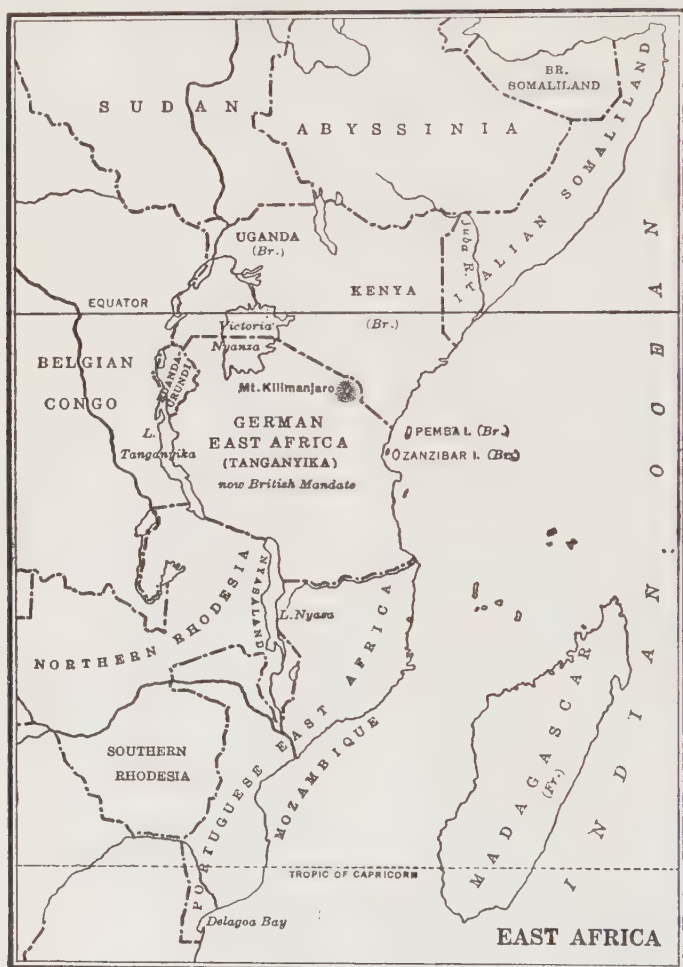 SUDAN
ABYSSINIA
BR.
SOMALILAND
ITALIAN SOMALILAND
UGANDA
(Br.)
Juba R.
KENYA
(Br.)
EQUATOR
Victoria
Nyanza
BELGIAN
CONGO
RUANDA-
URUNDI
Mt. Kilimanjaro
L.
Tanganyika
GERMAN
EAST AFRICA
(TANGANYIKA)
now British Mandate
PEMBA I. (Br.)
ZANZIBAR I. (Br.)
NORTHERN RHODESIA
NYASALAND
L. Nyasa
SOUTHERN
RHODESIA
PORTUGUESE EAST AFRICA
MOZAMBIQUE
MADAGASCAR
(Fr.)
INDIAN OCEAN
TROPIC OF CAPRICORN
Delagoa Bay
EAST AFRICA